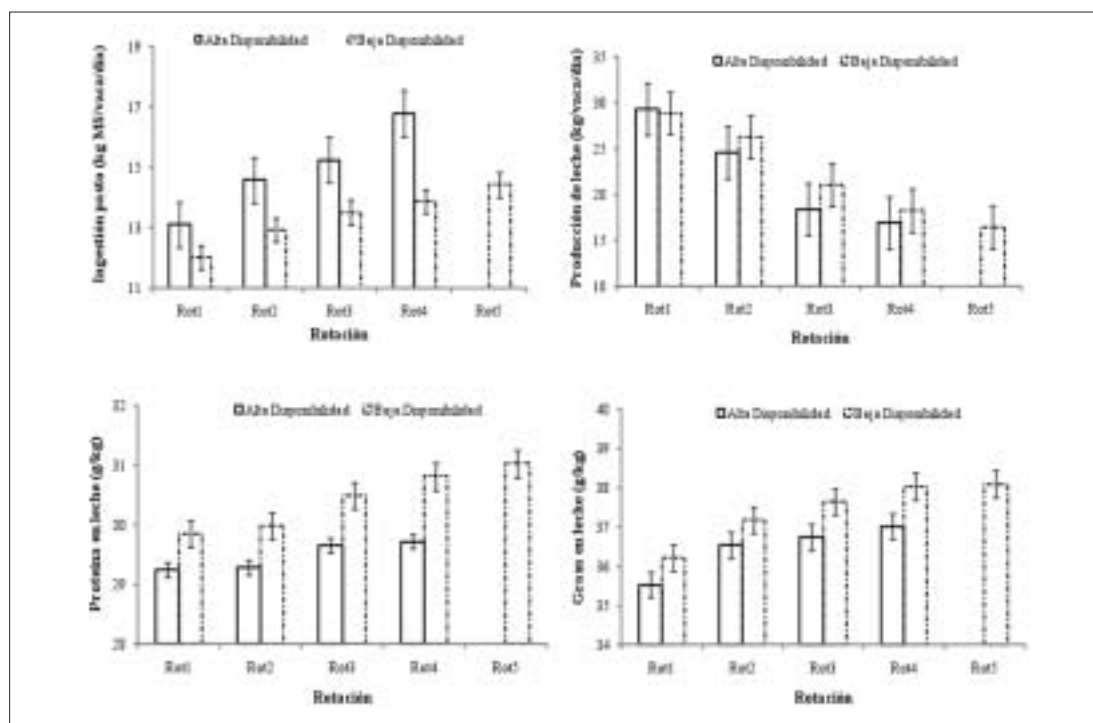 Alta Disponibilidad Baja Disponibilidad
19
17
15
13
11
Ingestión pasto (kg MS/vaca/día)
Rot1 Rot2 Rot3 Rot4 Rot5
Rotación
Alta Disponibilidad Baja Disponibilidad
35
30
25
20
15
10
Producción de leche (kg/vaca/día)
Rot1 Rot2 Rot3 Rot4 Rot5
Rotación
Alta Disponibilidad Baja Disponibilidad
32
31
30
29
28
Proteína en leche (g/kg)
Rot1 Rot2 Rot3 Rot4 Rot5
Rotación
Alta Disponibilidad Baja Disponibilidad
40
39
38
37
36
35
34
Grasa en leche (g/kg)
Rot1 Rot2 Rot3 Rot4 Rot5
Rotación